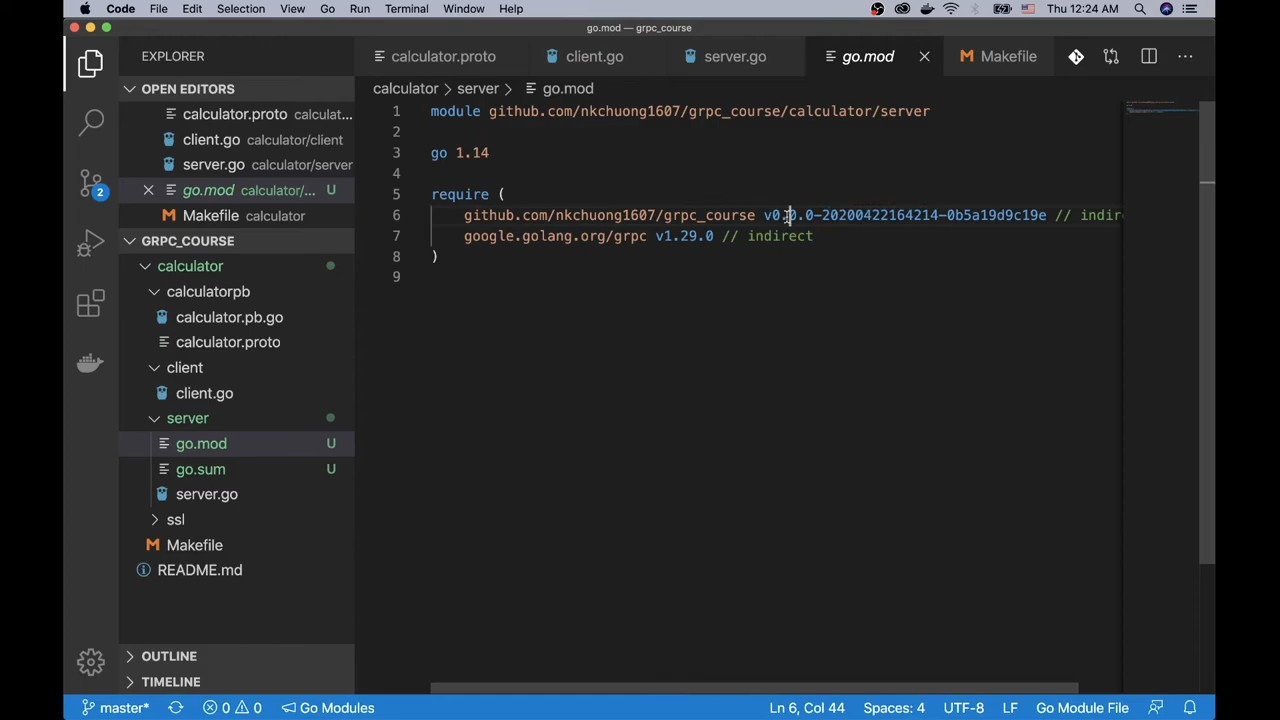 Code File Edit Selection View Go Run Terminal Window Help Thu 12:24 AM
go.mod — grpc_course
EXPLORER
calculator.proto client.go server.go go.mod Makefile
OPEN EDITORS
calculator.proto calculat...
client.go calculator/client
server.go calculator/server
go.mod calculator/... U
Makefile calculator
GRPC_COURSE
calculator
calculatorpb
calculator.pb.go
calculator.proto
client
client.go
server
go.mod U
go.sum U
server.go
ssl
Makefile
README.md
OUTLINE
TIMELINE
calculator > server > go.mod
1 module github.com/nkchuong1607/grpc_course/calculator/server
2
3 go 1.14
4
5 require (
6 github.com/nkchuong1607/grpc_course v0.0.0-20200422164214-0b5a19d9c19e // indire
7 google.golang.org/grpc v1.29.0 // indirect
8 )
9
2
master* 0 0 Go Modules Ln 6, Col 44 Spaces: 4 UTF-8 LF Go Module File